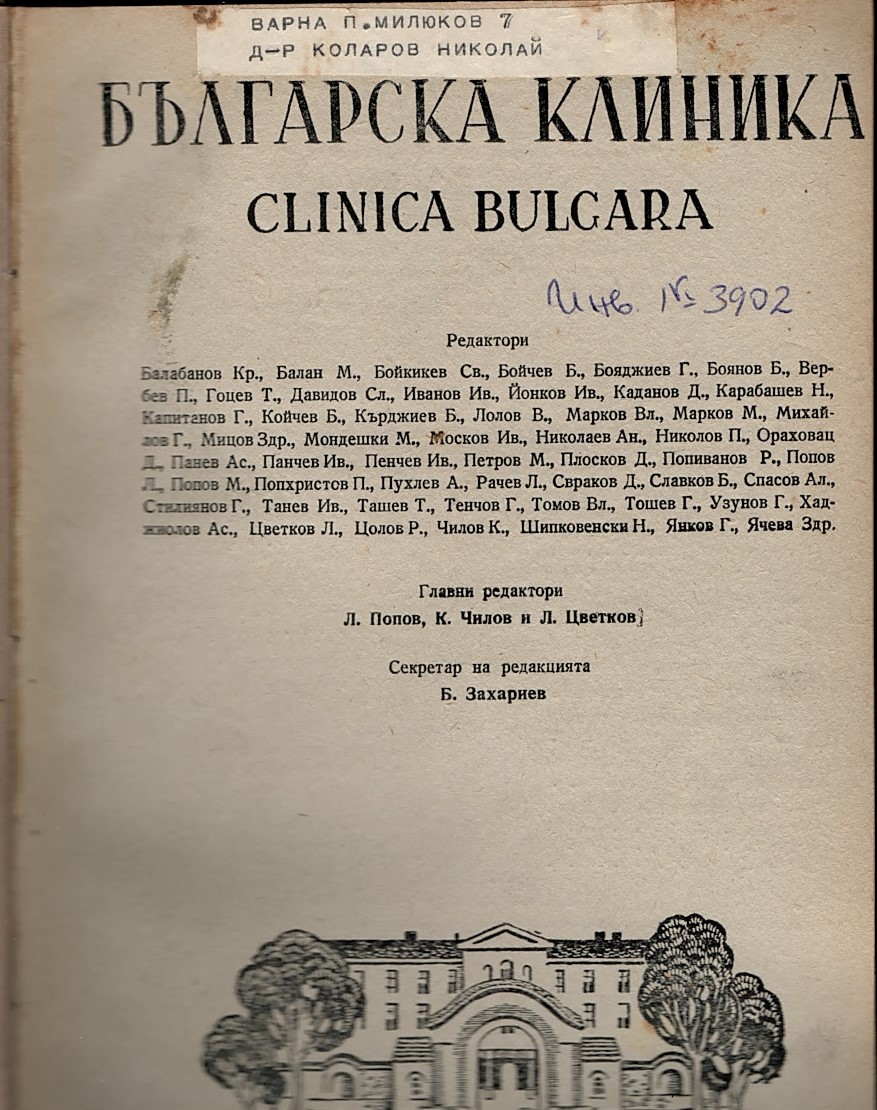 ВАРНА П.МИЛЮКОВ 7
Д-Р КОЛАРОВ НИКОЛАЙ
БЪЛГАРСКА КЛИНИКА
CLINICA BULGARA
Инв. № 3902
Редактори
Балабанов Кр., Балан М., Бойкикев Св., Бойчев Б., Бояджиев Г., Боянов Б., Вер-
бев П., Гоцев Т., Давидов Сл., Иванов Ив., Йонков Ив., Каданов Д., Карабашев Н.,
Капитанов Г., Койчев Б., Кърджиев Б., Лолов В., Марков Вл., Марков М., Михай-
лов Г., Мицов Здр., Мондешки М., Москов Ив., Николаев Ан., Николов П., Ораховац
Д., Панев Ас., Панчев Ив., Пенчев Ив., Петров М., Плосков Д., Попиванов Р., Попов
Л., Попов М., Попхристов П., Пухлев А., Рачев Л., Свраков Д., Славков Б., Спасов Ал.,
Стилиянов Г., Танев Ив., Ташев Т., Тенчов Г., Томов Вл., Тошев Г., Узунов Г., Хад-
жиолов Ас., Цветков Л., Цолов Р., Чилов К., Шипковенски Н., Янков Г., Ячева Здр.
Главни редактори
Л. Попов, К. Чилов и Л. Цветков
Секретар на редакцията
Б. Захариев